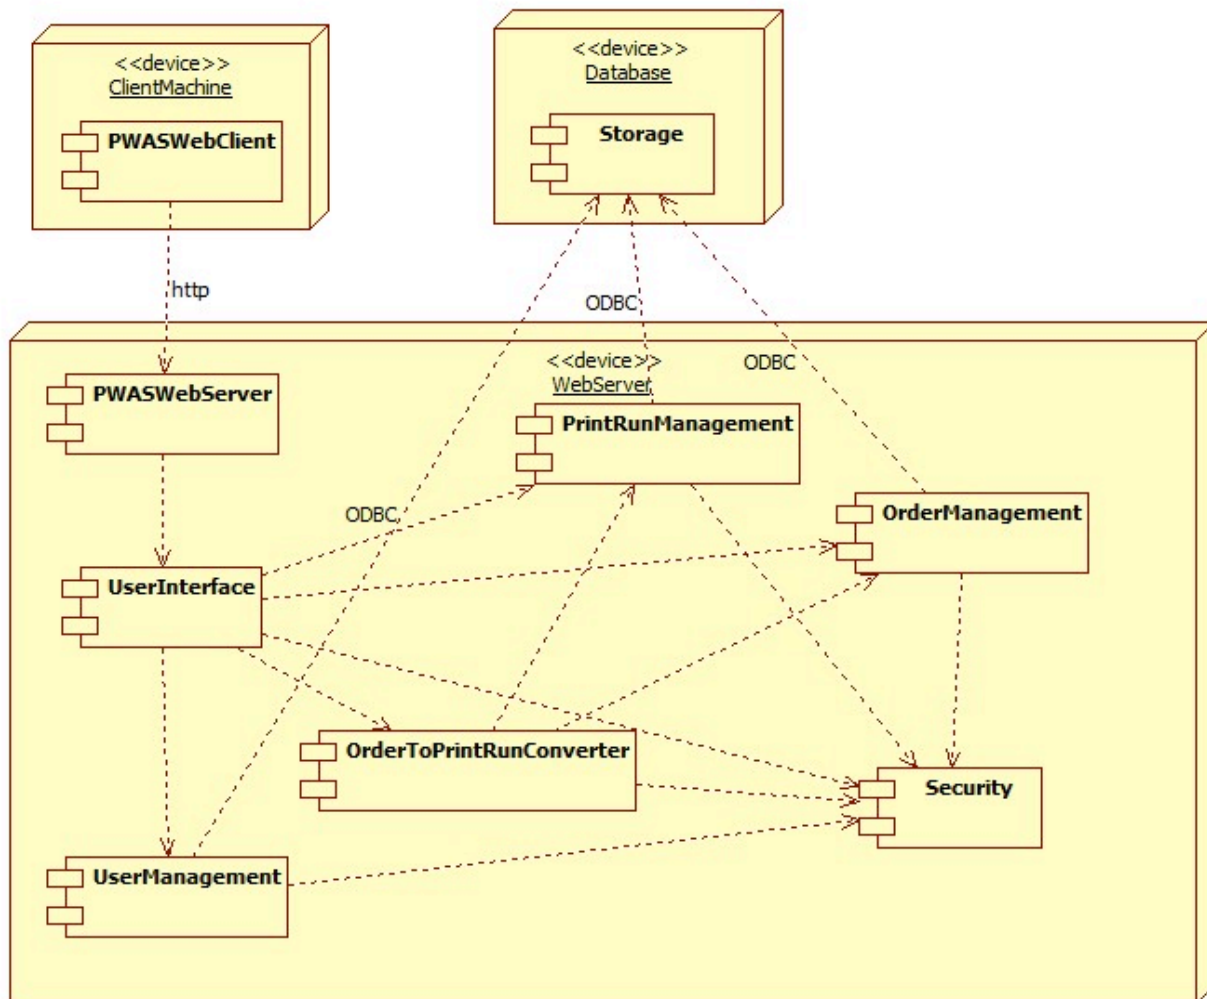 <<device>>
ClientMachine
PWASWebClient
<<device>>
Database
Storage
http
ODBC
<<device>>
WebServer
ODBC
PWASWebServer
PrintRunManagement
ODBC
OrderManagement
UserInterface
OrderToPrintRunConverter
Security
UserManagement